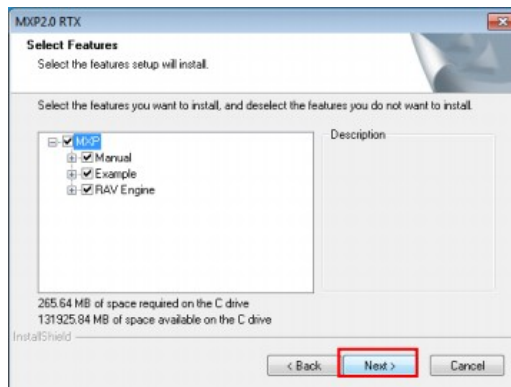 MXP2.0 RTX
Select Features
Select the features setup will install.
Select the features you want to install, and deselect the features you do not want to install.
Description
MXP
Manual
Example
RAV Engine
265.64 MB of space required on the C drive
131925.84 MB of space available on the C drive
InstallShield
< Back
Next >
Cancel